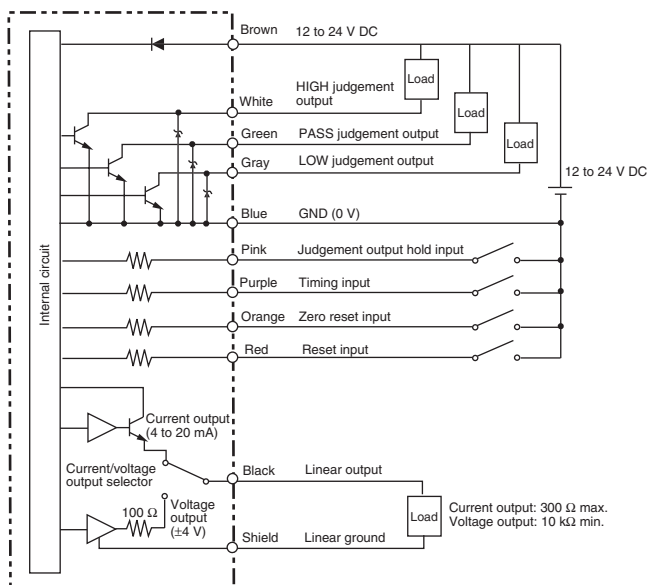 Brown 12 to 24 V DC
Load
HIGH judgement
output
White
Load
Green PASS judgement output
Load
Gray LOW judgement output
12 to 24 V DC
Blue GND (0 V)
Internal circuit
Pink Judgement output hold input
Purple Timing input
Orange Zero reset input
Red Reset input
Current output
(4 to 20 mA)
Current/voltage
output selector
Black Linear output
100 Ω
Voltage
output
(±4 V)
Load
Current output: 300 Ω max.
Voltage output: 10 kΩ min.
Shield Linear ground